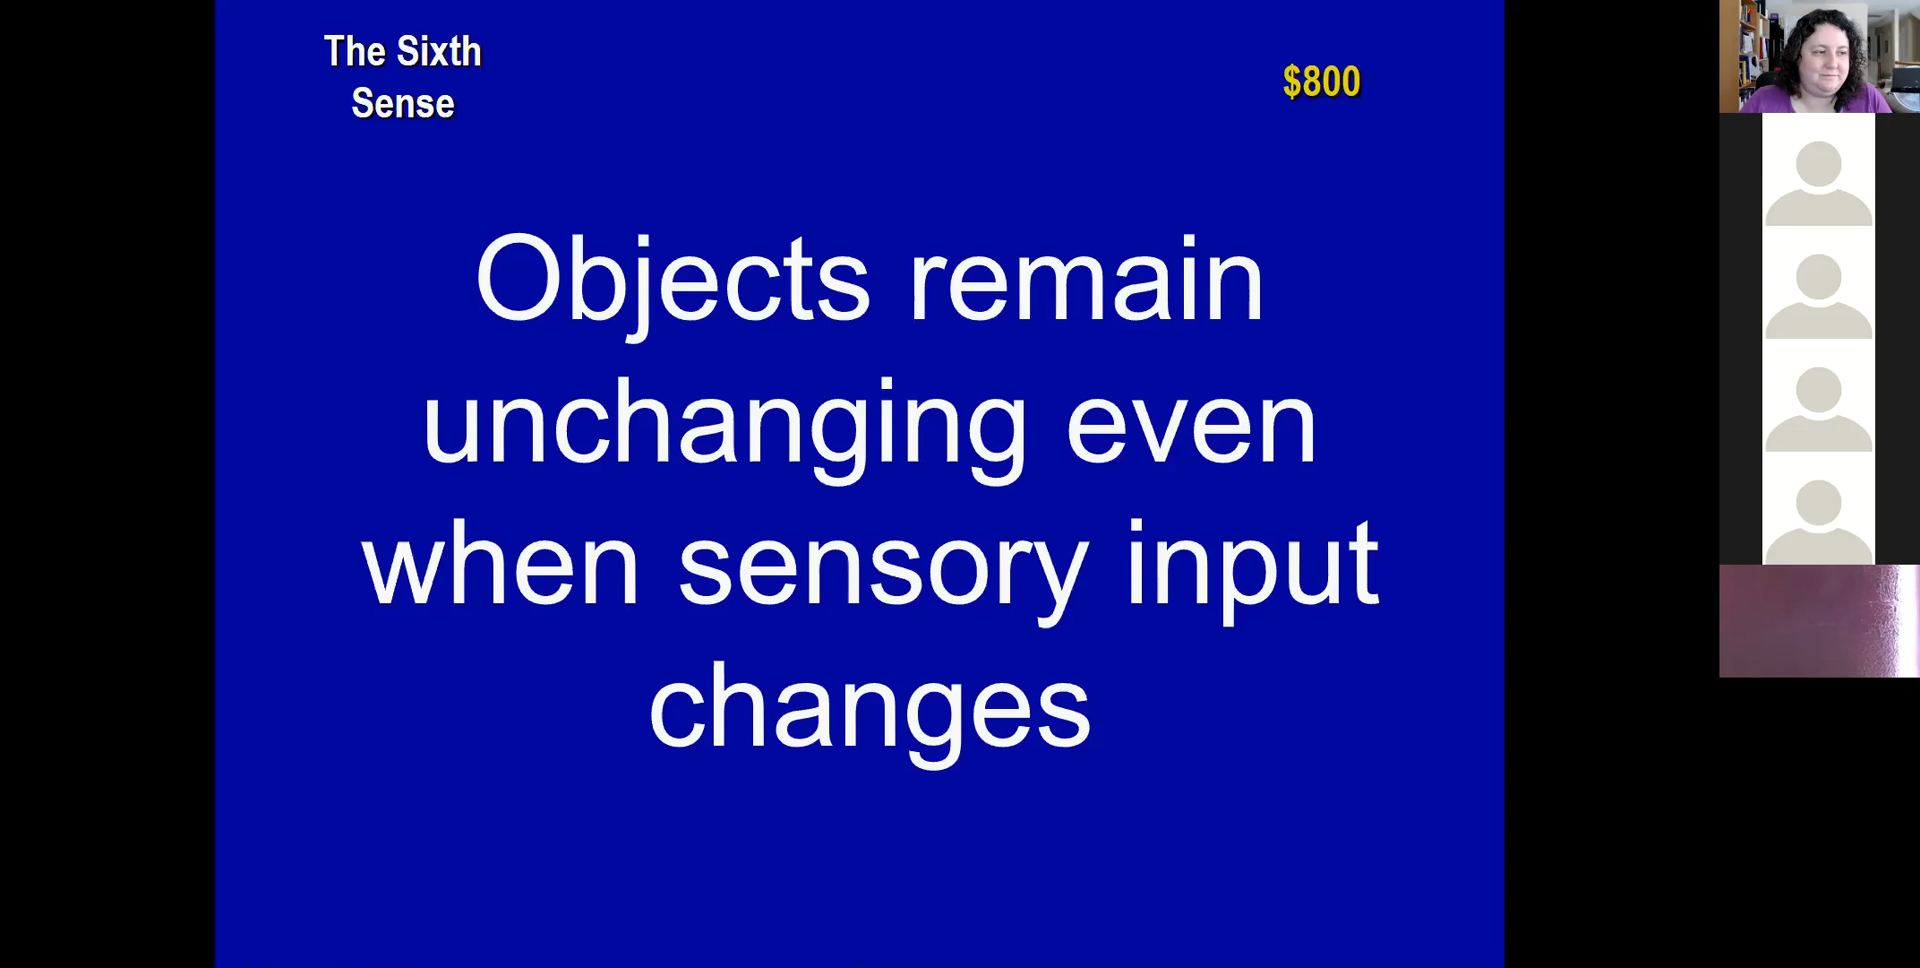 The Sixth
Sense
$800
Objects remain
unchanging even
when sensory input
changes